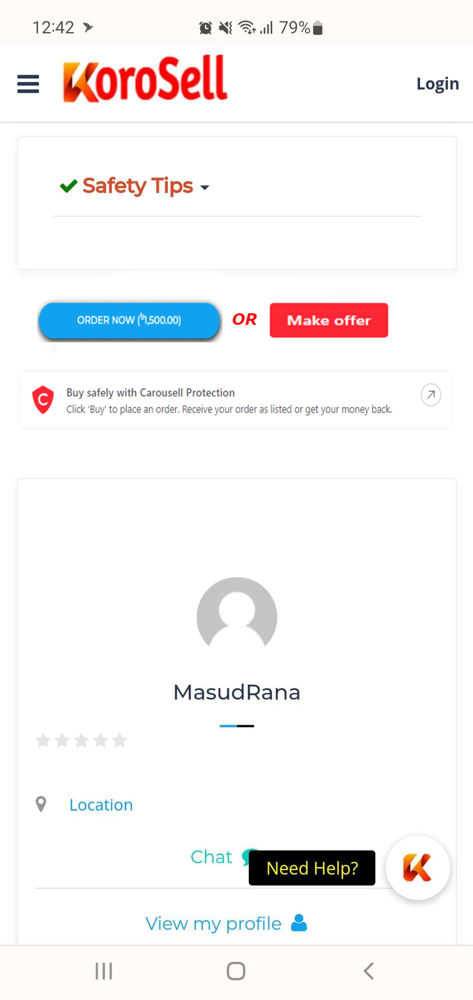 12:42 79%
KoroSell
Login
Safety Tips
ORDER NOW (৳1,500.00) OR Make offer
Buy safely with Carousell Protection
Click ‘Buy’ to place an order. Receive your order as listed or get your money back.
MasudRana
Location
Chat
Need Help?
View my profile